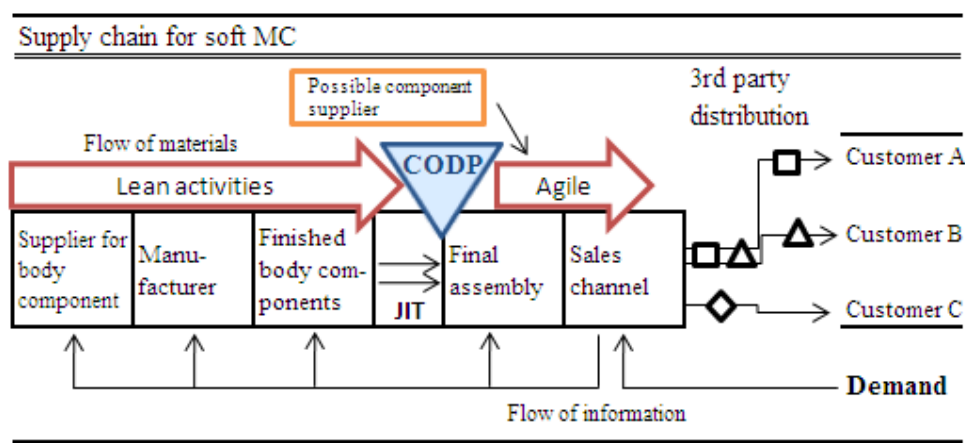 Supply chain for soft MC
Possible component
supplier
3rd party
distribution
Flow of materials
CODP
Lean activities
Agile
Customer A
Supplier for
body
component
Manu-
facturer
Finished
body com-
ponents
JIT
Final
assembly
Sales
channel
Customer B
Customer C
Demand
Flow of information